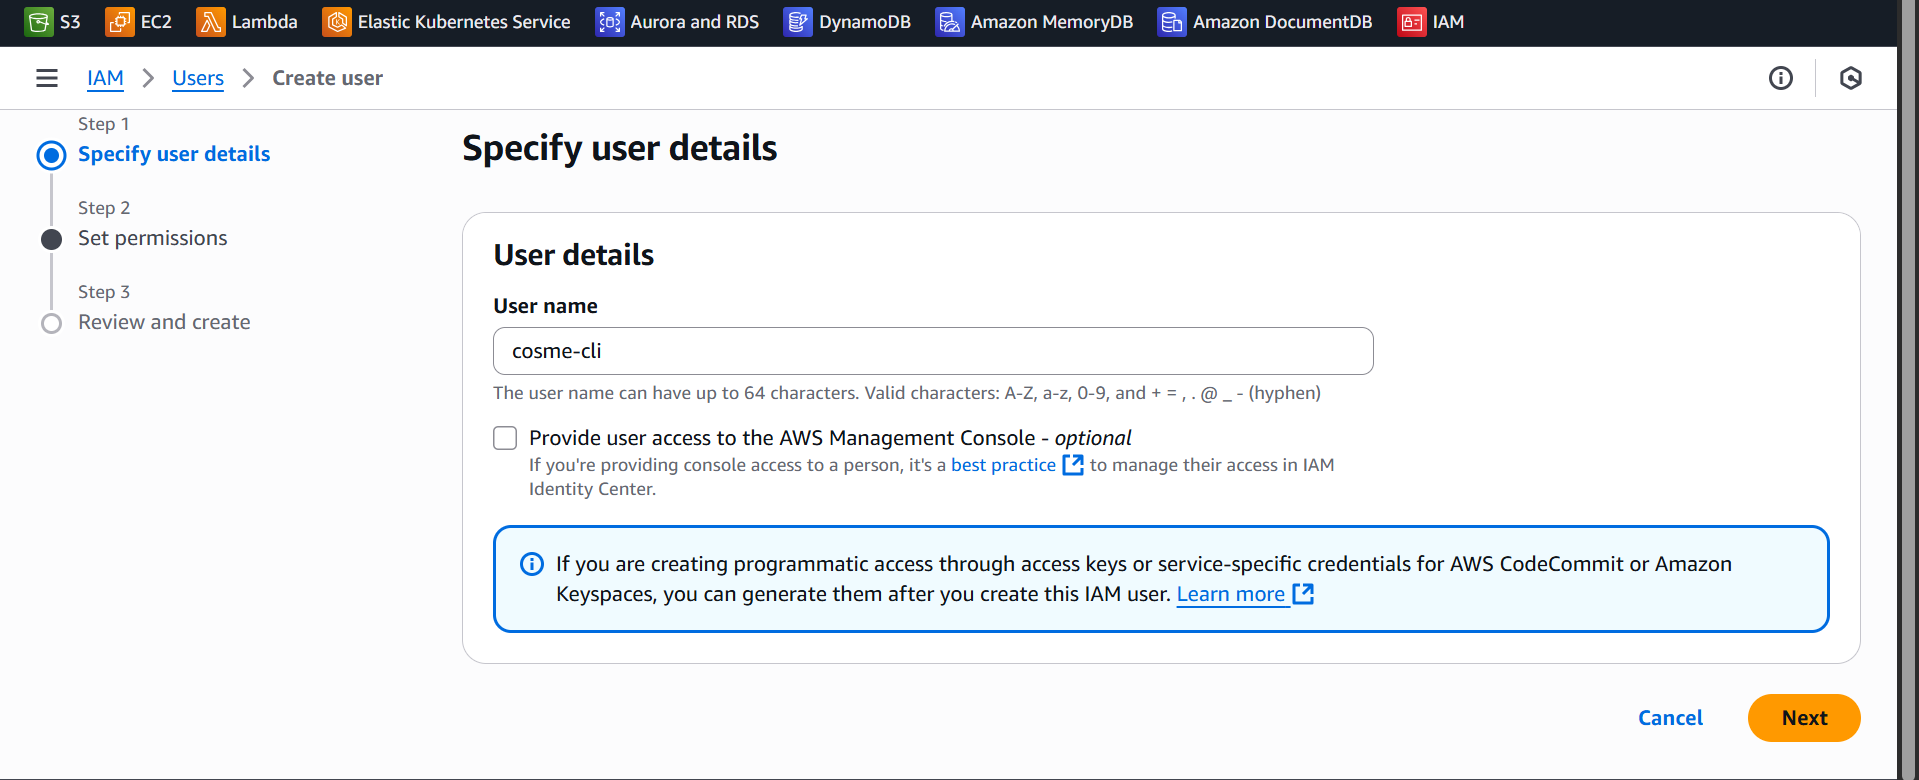 S3 EC2 Lambda Elastic Kubernetes Service Aurora and RDS DynamoDB Amazon MemoryDB Amazon DocumentDB IAM
IAM Users Create user
Step 1
Specify user details
Step 2
Set permissions
Step 3
Review and create
Specify user details
User details
User name
cosme-cli
The user name can have up to 64 characters. Valid characters: A-Z, a-z, 0-9, and + = , . @ _ - (hyphen)
Provide user access to the AWS Management Console - optional
If you're providing console access to a person, it's a best practice to manage their access in IAM
Identity Center.
If you are creating programmatic access through access keys or service-specific credentials for AWS CodeCommit or Amazon
Keyspaces, you can generate them after you create this IAM user. Learn more
Cancel Next